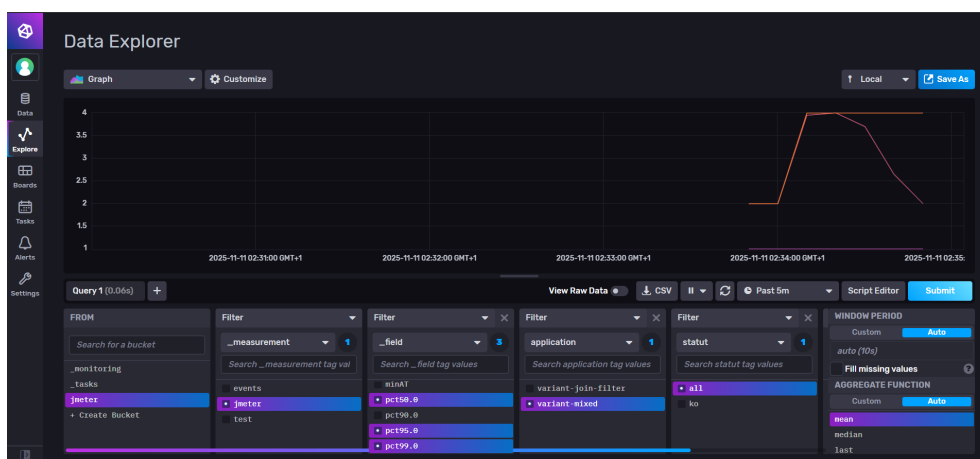 Data Explorer
Graph
Customize
Local
Save As
Data
Explore
Boards
Tasks
Alerts
Settings
4
3.5
3
2.5
2
1.5
1
2025-11-11 02:31:00 GMT+1
2025-11-11 02:32:00 GMT+1
2025-11-11 02:33:00 GMT+1
2025-11-11 02:34:00 GMT+1
2025-11-11 02:35:
Query 1 (0.06s)
+
View Raw Data
CSV
Past 5m
Script Editor
Submit
FROM
Search for a bucket
_monitoring
_tasks
jmeter
+ Create Bucket
Filter
_measurement
1
Search _measurement tag val
events
jmeter
test
Filter
_field
3
Search _field tag values
minAT
pct50.0
pct90.0
pct95.0
pct99.0
Filter
application
1
Search application tag values
variant-join-filter
variant-mixed
Filter
statut
1
Search statut tag values
all
ko
WINDOW PERIOD
Custom
Auto
auto (10s)
Fill missing values
?
AGGREGATE FUNCTION
Custom
Auto
mean
median
last